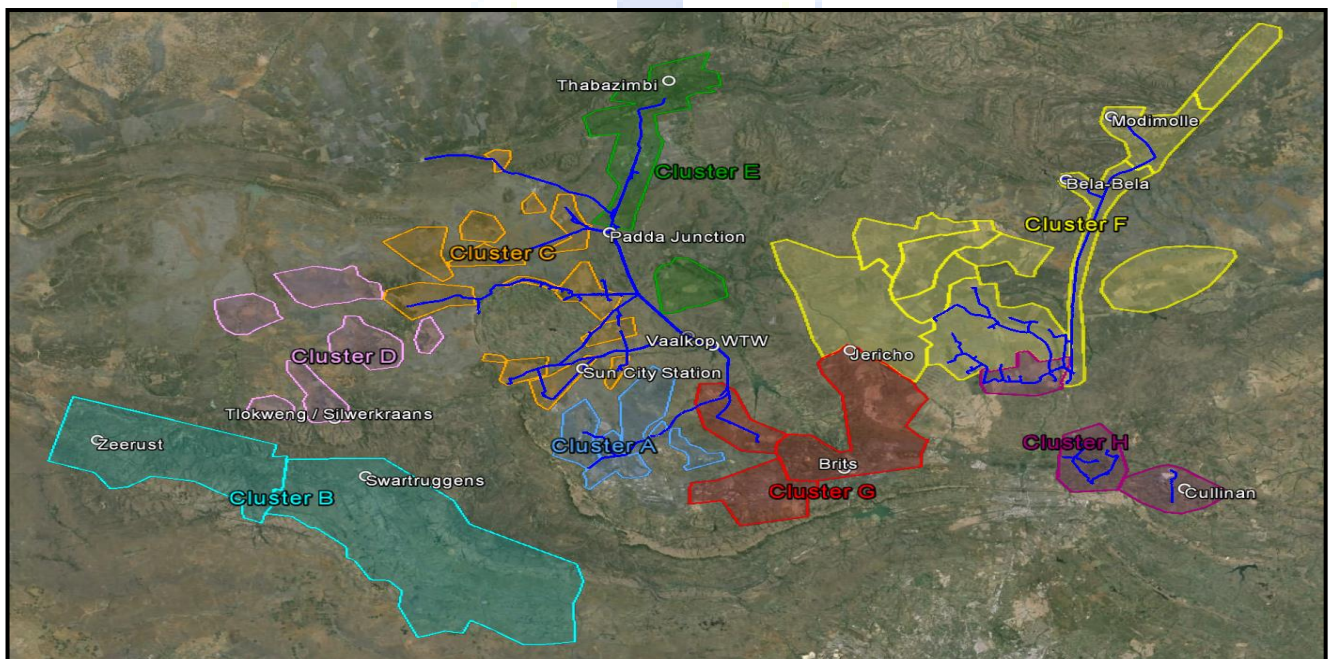 Thabazimbi
Modimolle
Cluster E
Bela-Bela
Cluster F
Padda Junction
Cluster C
Vaalkop WTW
Cluster D
Jericho
Sun City Station
Tlokweng / Silwerkraans
Zeerust
Cluster A
Cluster H
Brits
Swartruggens
Cluster G
Cullinan
Cluster B